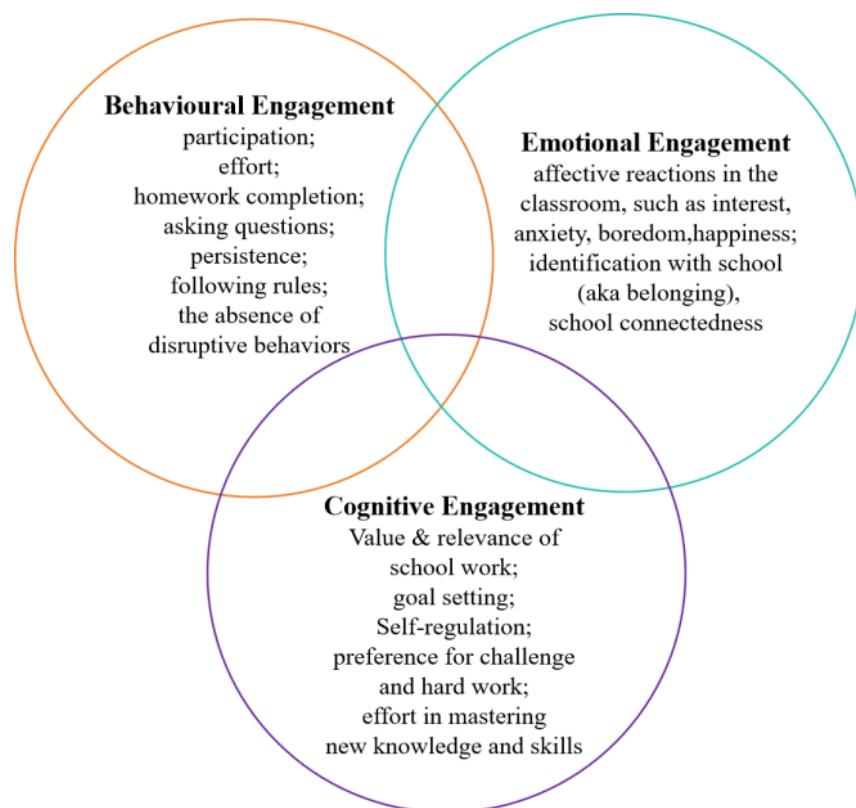 Behavioural Engagement
participation;
effort;
homework completion;
asking questions;
persistence;
following rules;
the absence of
disruptive behaviors
Emotional Engagement
affective reactions in the
classroom, such as interest,
anxiety, boredom,happiness;
identification with school
(aka belonging),
school connectedness
Cognitive Engagement
Value & relevance of
school work;
goal setting;
Self-regulation;
preference for challenge
and hard work;
effort in mastering
new knowledge and skills